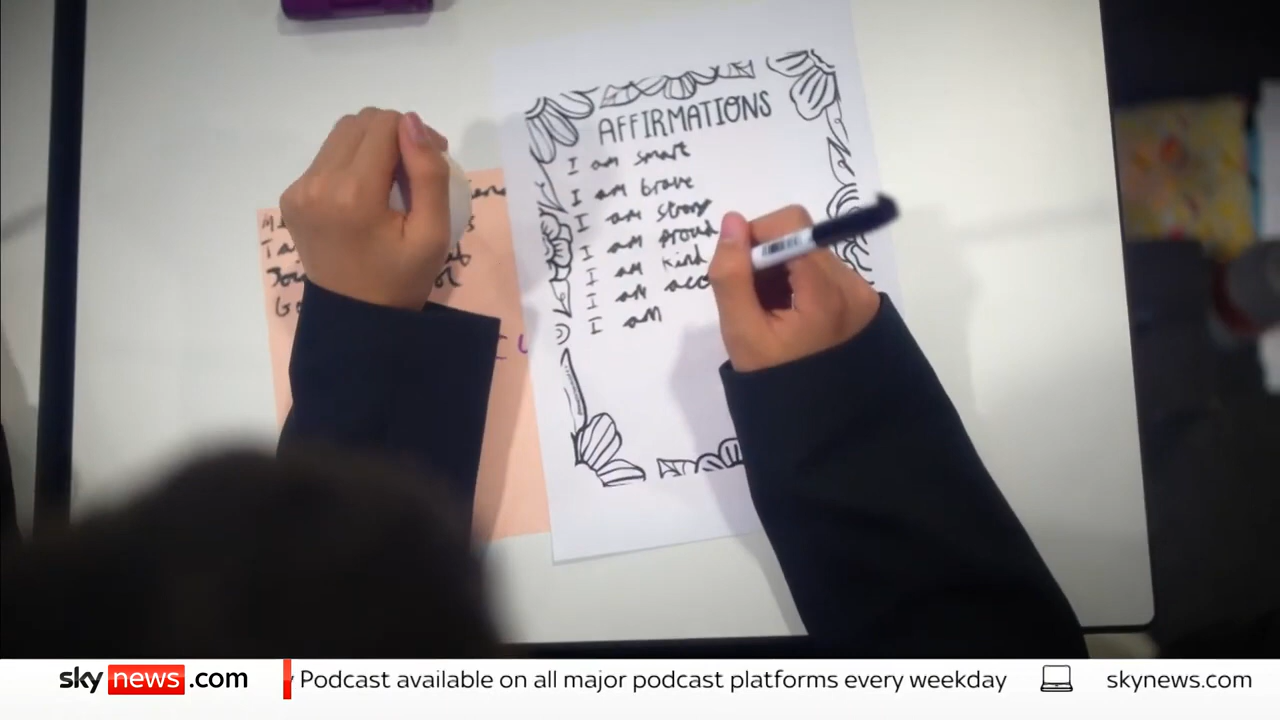 AFFIRMATIONS
I am smart
I am brave
I am strong
I am proud
I am kind
I am
I am
sky news.com
Podcast available on all major podcast platforms every weekday
skynews.com